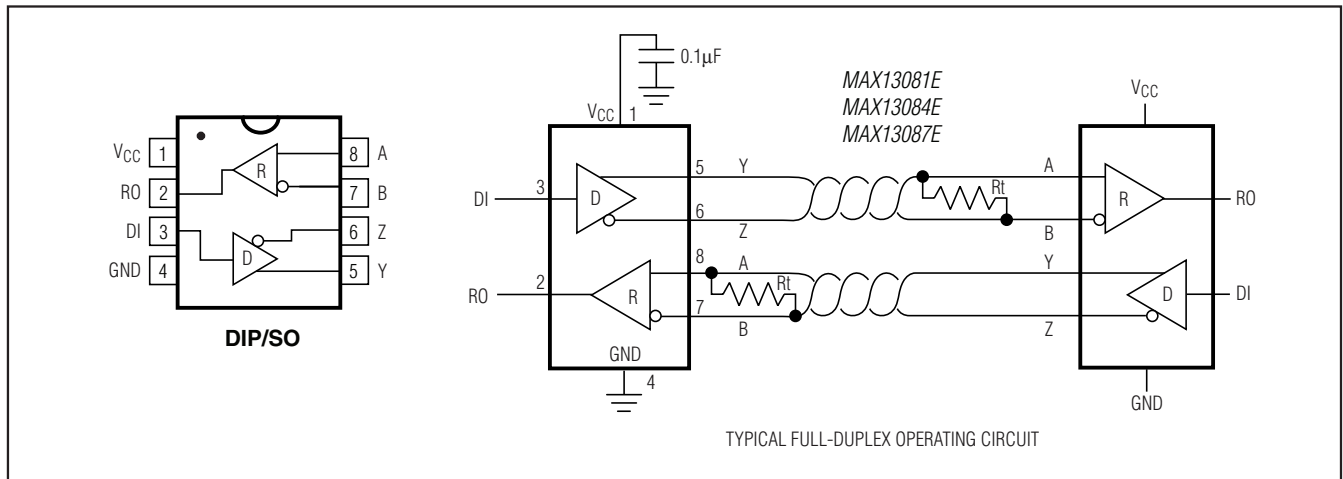 VCC 1
RO 2
DI 3
GND 4
8 A
7 B
6 Z
5 Y
R
D
DIP/SO
0.1µF
VCC 1
MAX13081E
MAX13084E
MAX13087E
VCC
DI 3
D
5 Y
6 Z
Rt
A
B
R
RO
RO 2
R
8 A
7 B
Rt
Y
Z
D
DI
GND
4
GND
TYPICAL FULL-DUPLEX OPERATING CIRCUIT